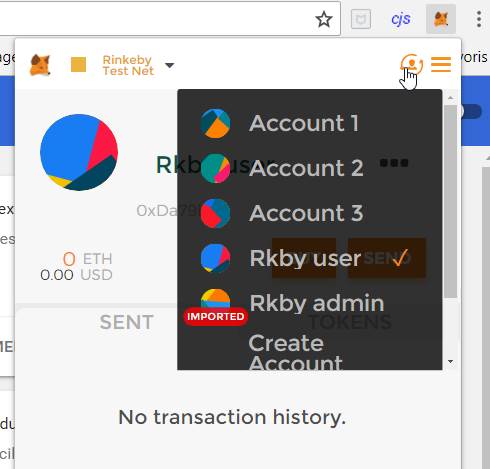 cjs
Rinkeby
Test Net
Account 1
Account 2
Rkby user
Account 3
0
ETH
Rkby user
SEND
0.00 USD
Rkby admin
IMPORTED
SENT
TOKENS
Create
Account
No transaction history.